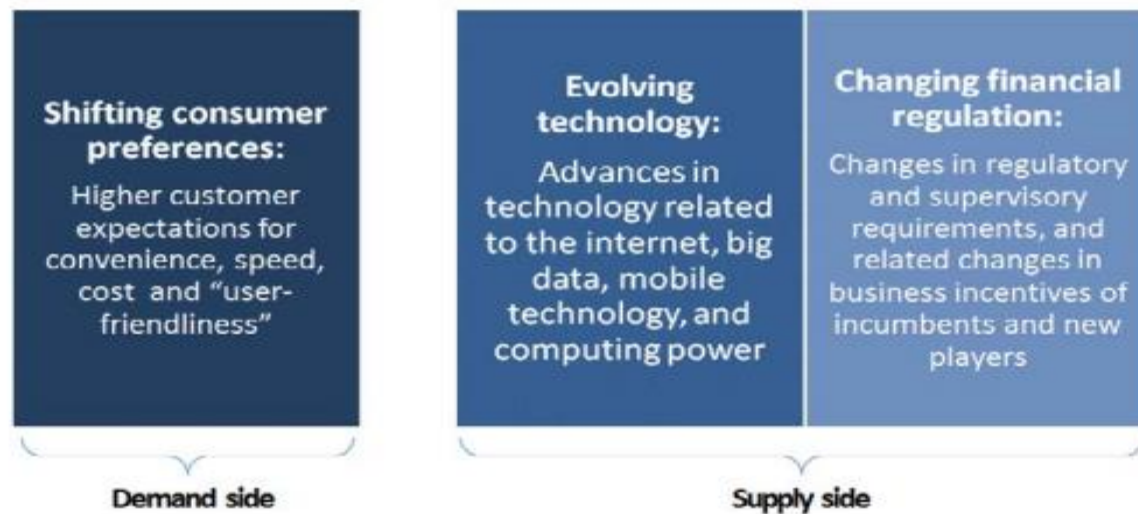 Shifting consumer
preferences:
Higher customer
expectations for
convenience, speed,
cost and “user-
friendliness”
Demand side
Evolving
technology:
Advances in
technology related
to the internet, big
data, mobile
technology, and
computing power
Changing financial
regulation:
Changes in regulatory
and supervisory
requirements, and
related changes in
business incentives of
incumbents and new
players
Supply side